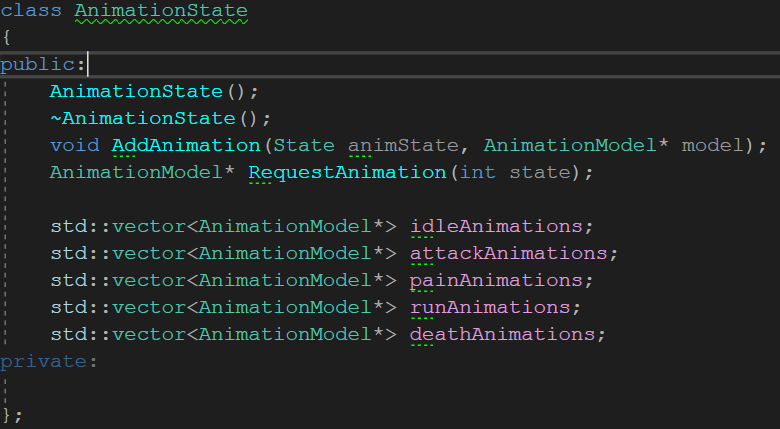 class AnimationState
{
public:
AnimationState();
~AnimationState();
void AddAnimation(State animState, AnimationModel* model);
AnimationModel* RequestAnimation(int state);
std::vector<AnimationModel*> idleAnimations;
std::vector<AnimationModel*> attackAnimations;
std::vector<AnimationModel*> painAnimations;
std::vector<AnimationModel*> runAnimations;
std::vector<AnimationModel*> deathAnimations;
private:
};